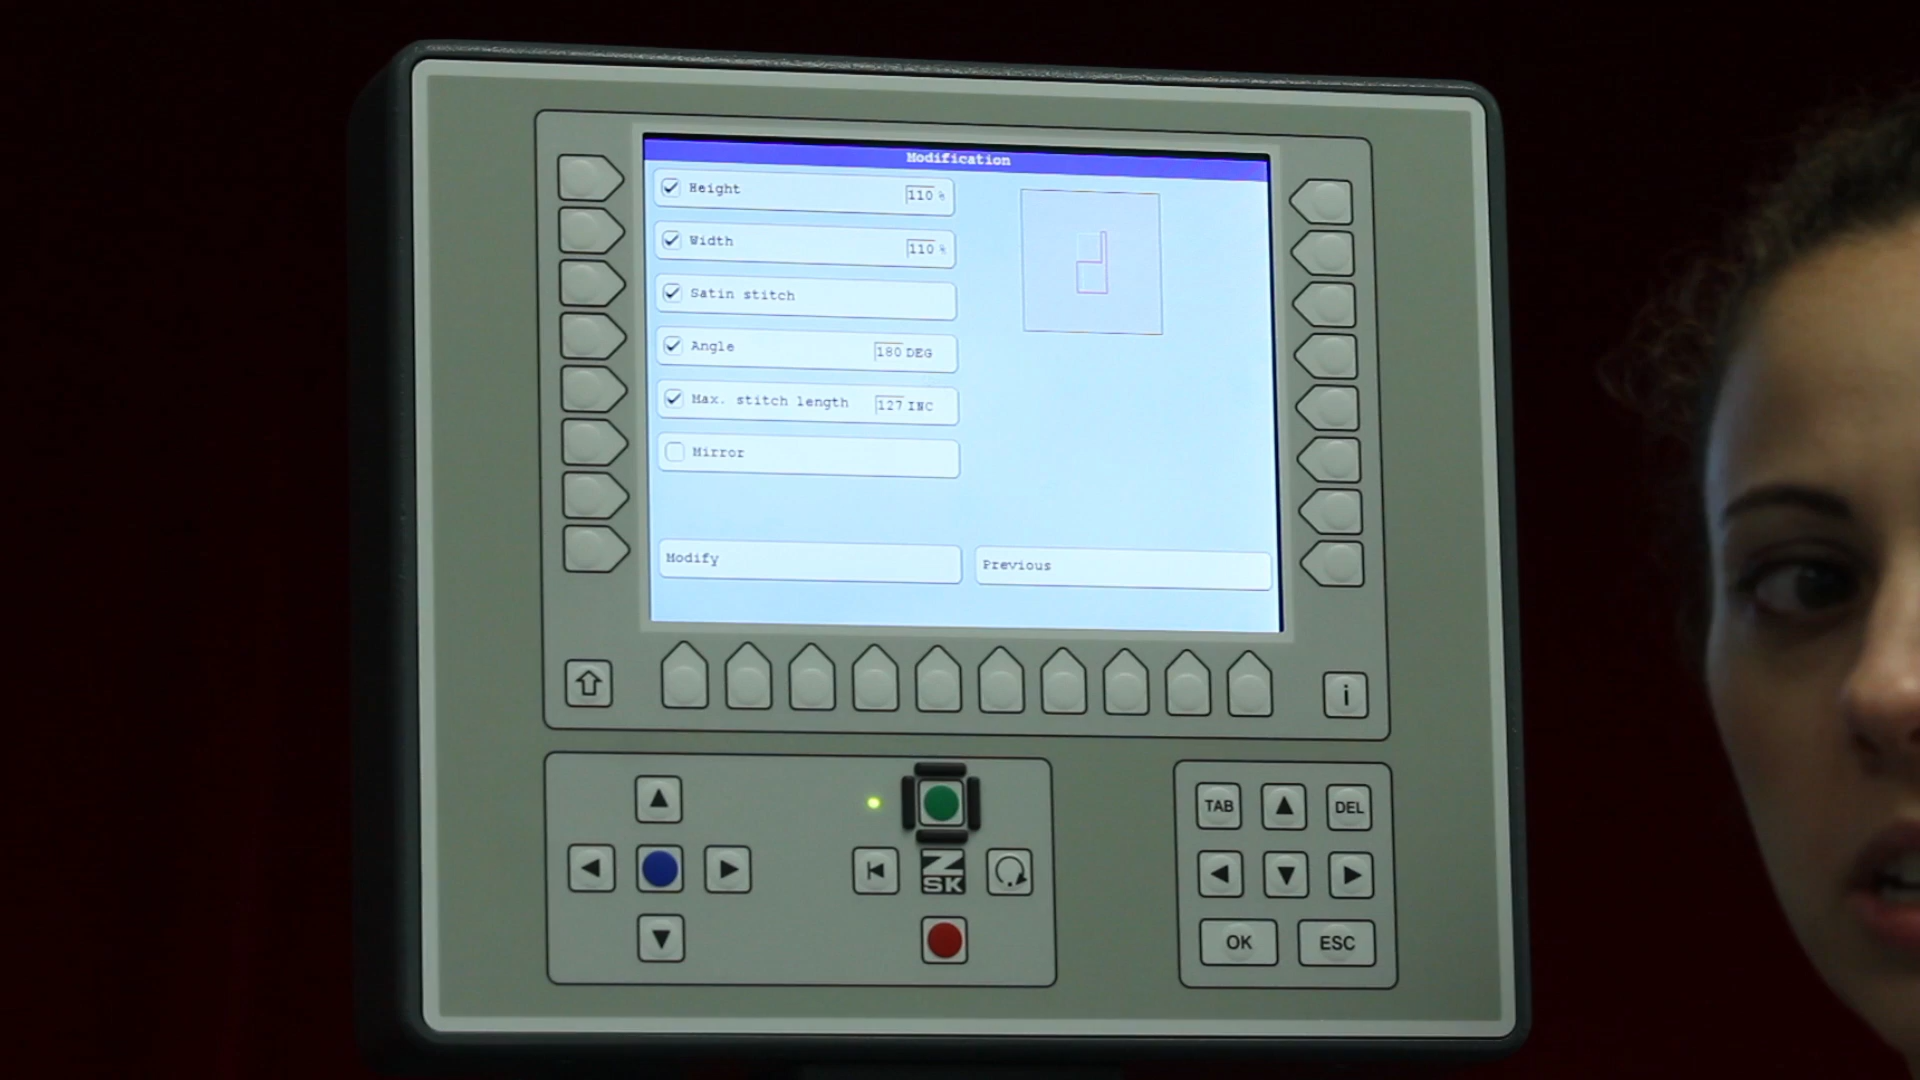 Modification
Height 110 %
Width 110 %
Satin stitch
Angle 180 DEG
Max. stitch length 127 INC
Mirror
Modify
Previous
i
TAB
DEL
ZSK
OK
ESC